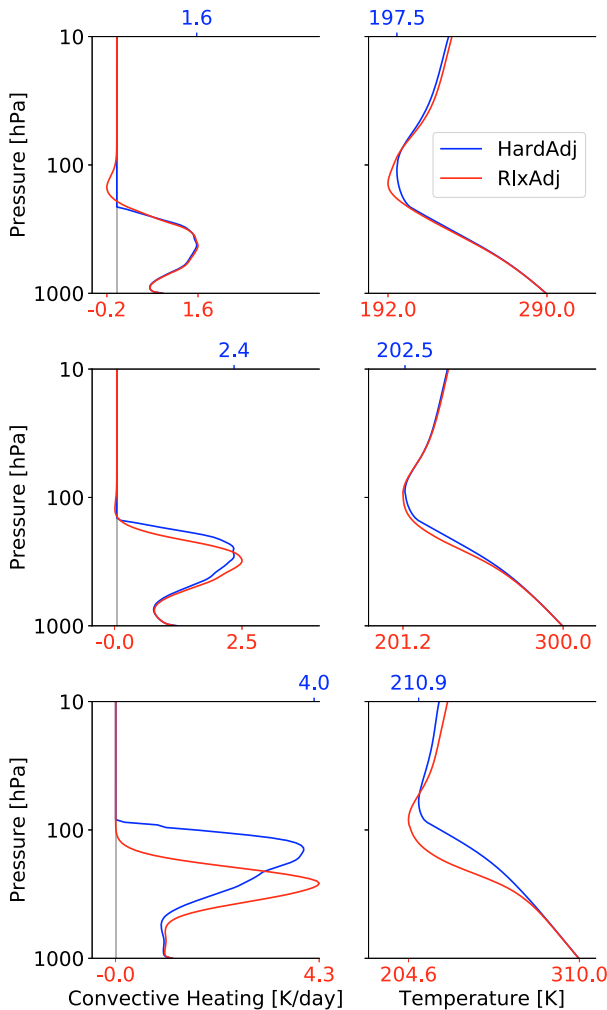 1.6 197.5
10
100
1000
Pressure [hPa]
HardAdj
RlxAdj
-0.2 1.6 192.0 290.0
2.4 202.5
10
100
1000
Pressure [hPa]
-0.0 2.5 201.2 300.0
4.0 210.9
10
100
1000
Pressure [hPa]
-0.0 4.3 204.6 310.0
Convective Heating [K/day] Temperature [K]